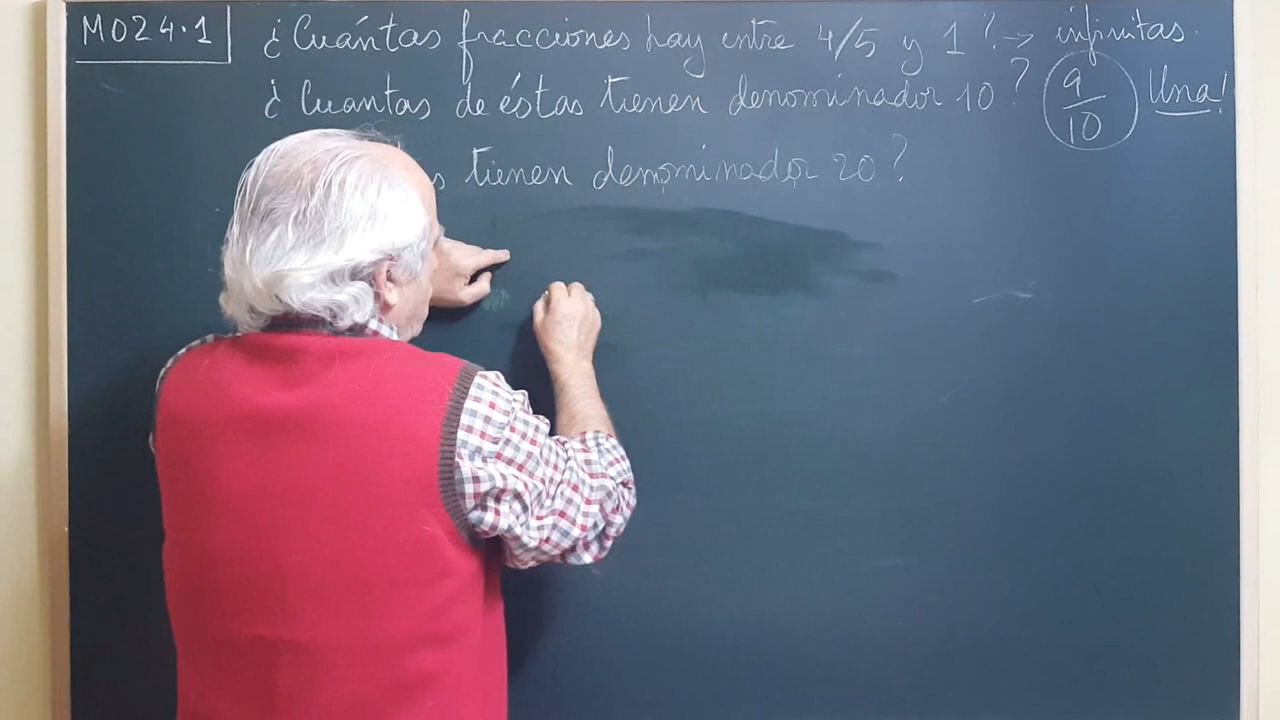 M024.1
¿Cuántas fracciones hay entre 4/5 y 1? → infinitas.
¿Cuantas de éstas tienen denominador 10? 9/10 Una!
tienen denominador 20?